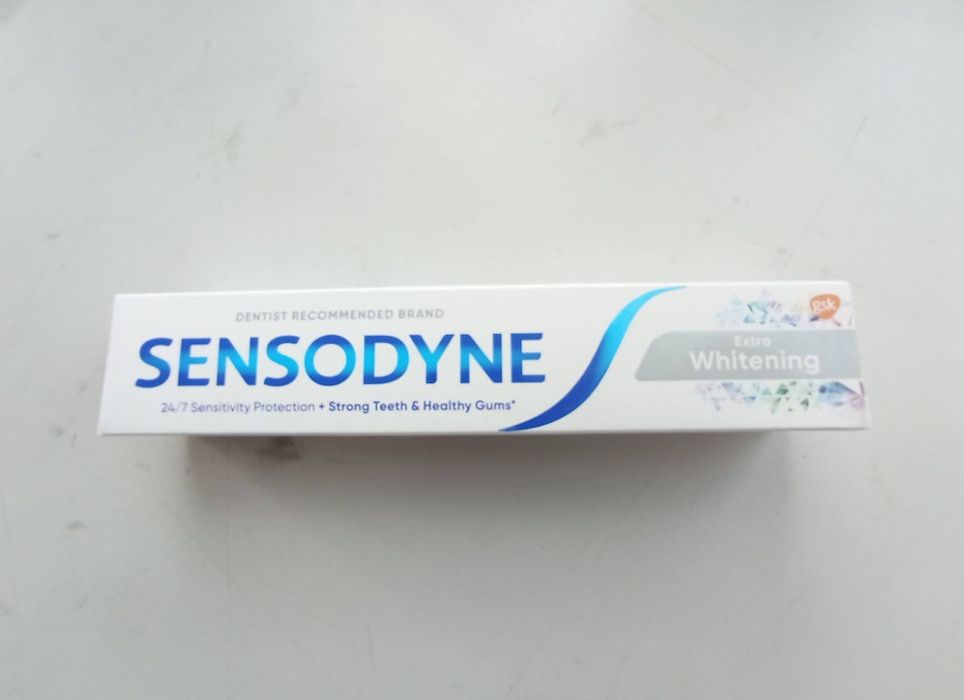 DENTIST RECOMMENDED BRAND
SENSODYNE
24/7 Sensitivity Protection + Strong Teeth & Healthy Gums*
gsk
Extra
Whitening